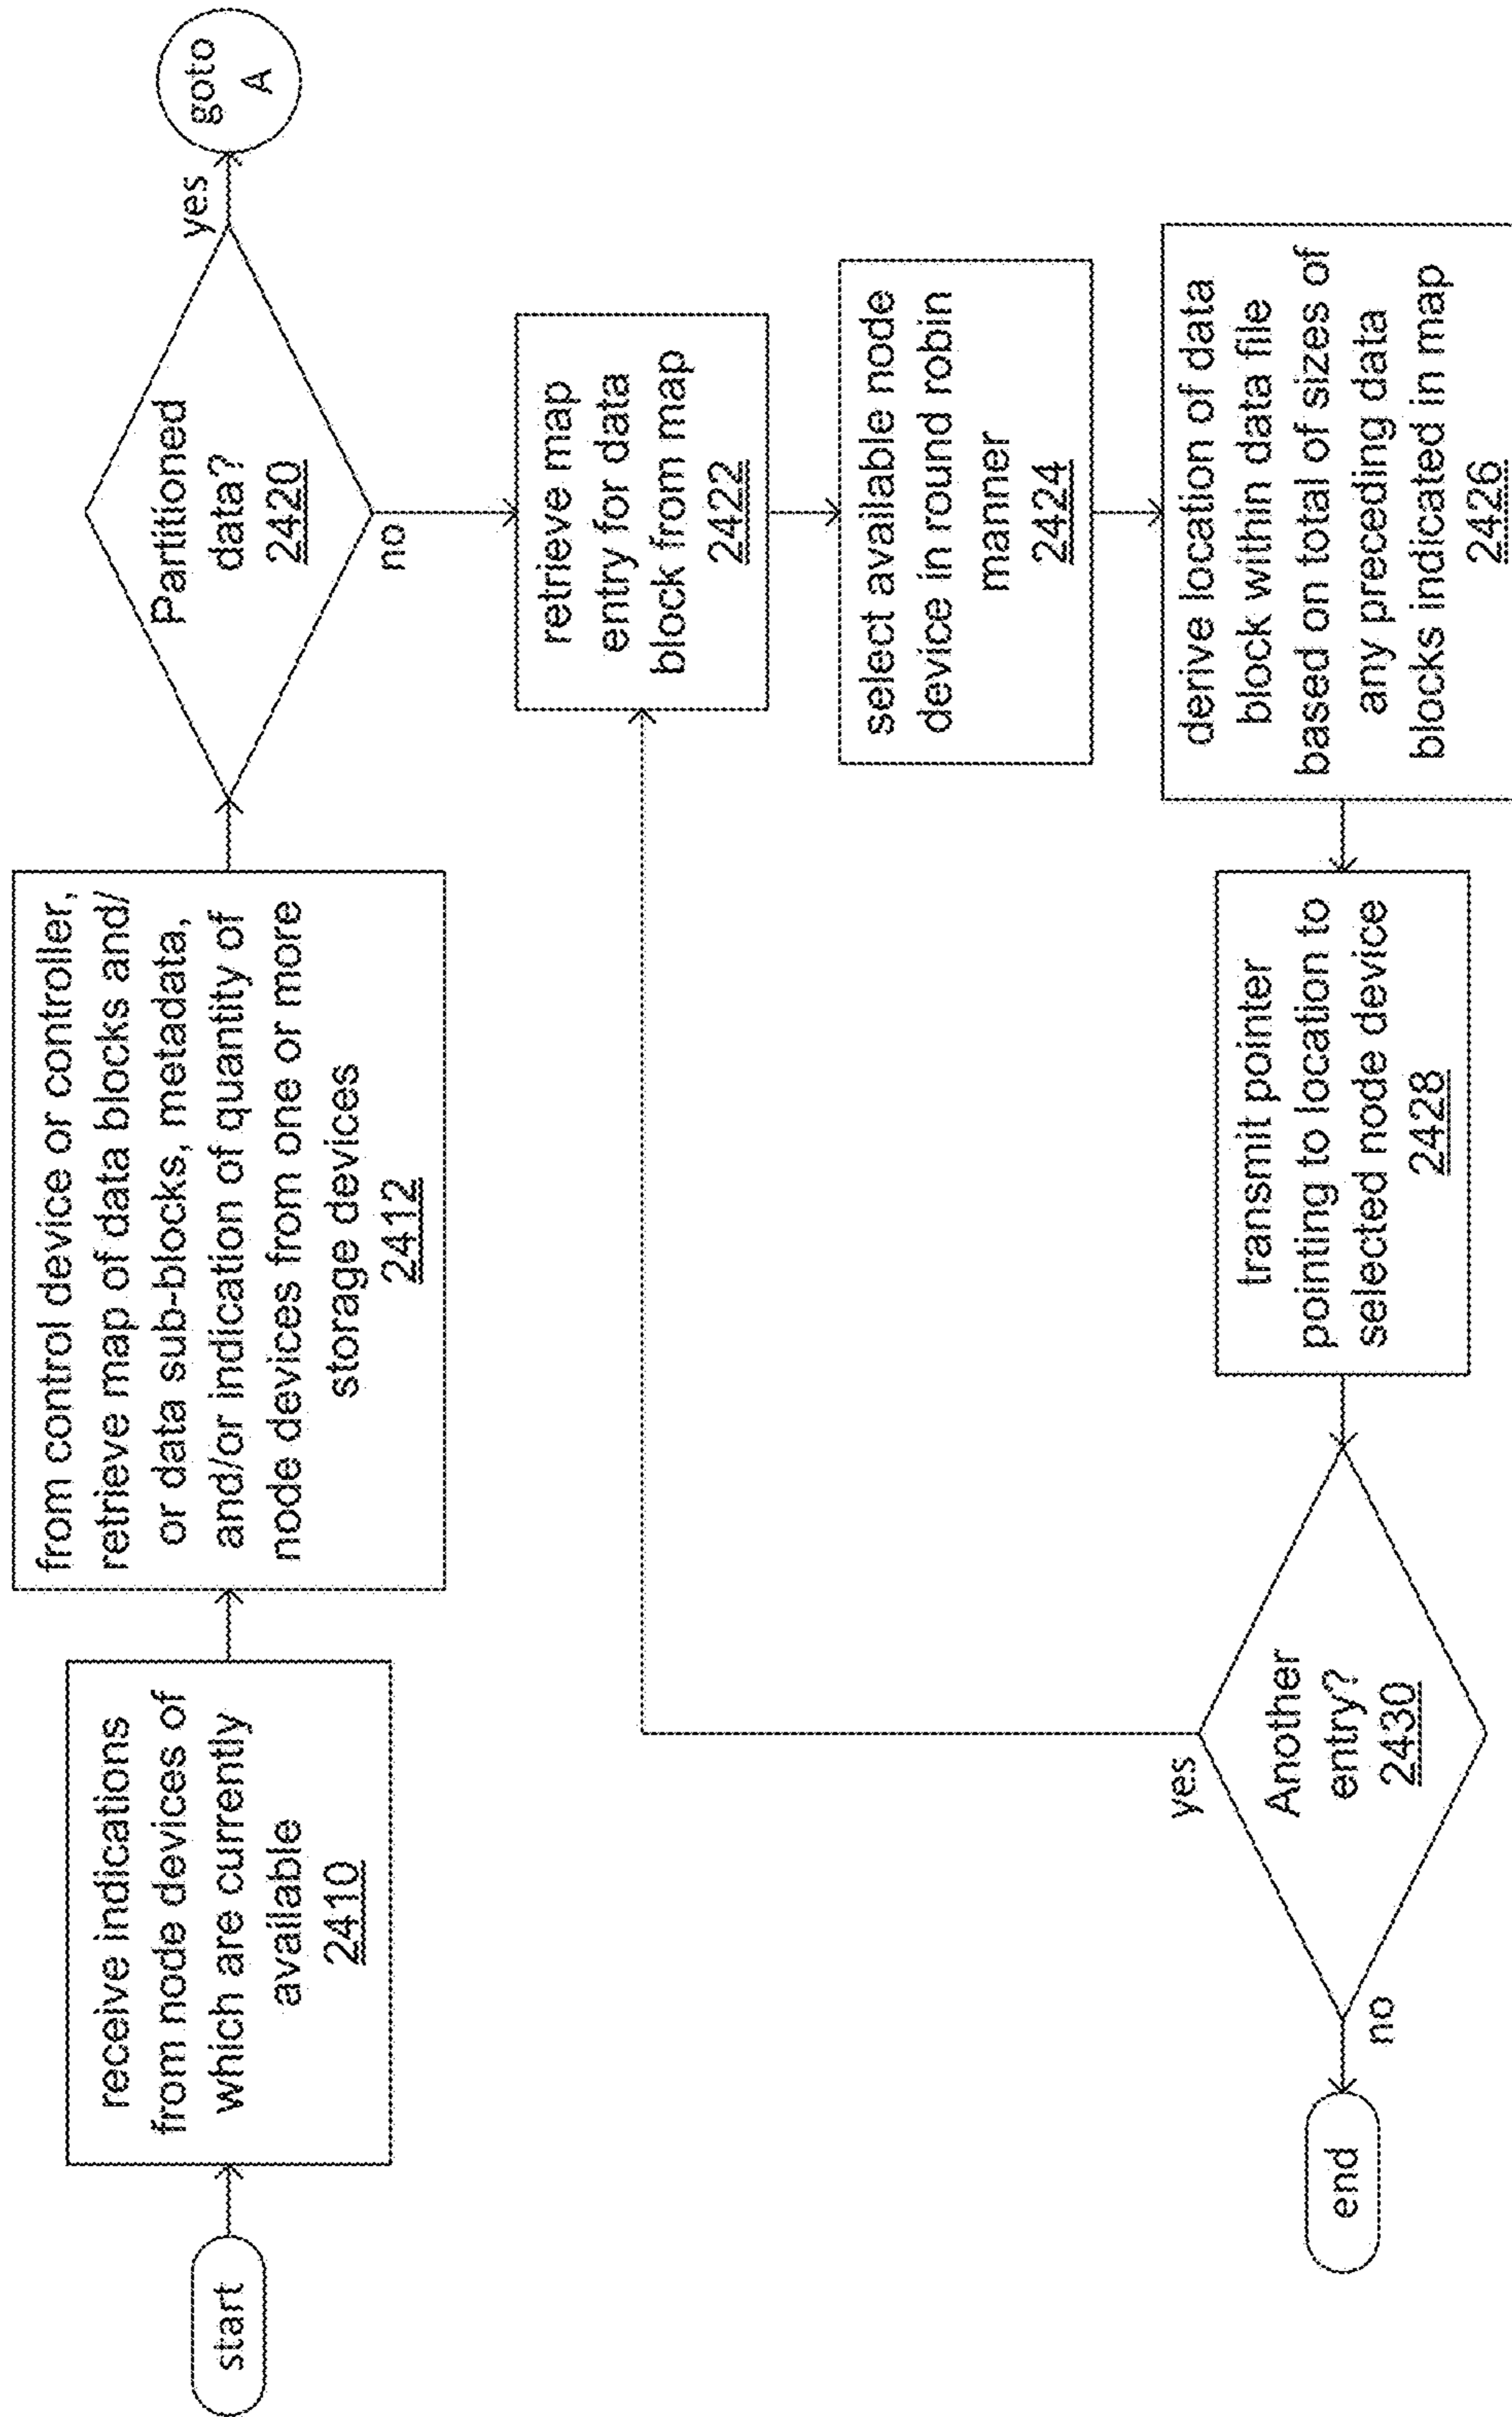 start
receive indications
from node devices of
which are currently
available
2410
from control device or controller,
retrieve map of data blocks and/
or data sub-blocks, metadata,
and/or indication of quantity of
node devices from one or more
storage devices
2412
Partitioned
data?
2420
yes
goto
A
no
retrieve map
entry for data
block from map
2422
select available node
device in round robin
manner
2424
derive location of data
block within data file
based on total of sizes of
any preceding data
blocks indicated in map
2426
transmit pointer
pointing to location to
selected node device
2428
Another
entry?
2430
yes
no
end